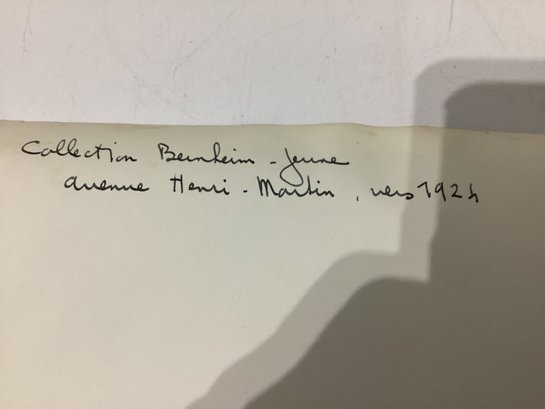 Collection Bernheim-Jeune
avenue Henri-Martin, vers 1924